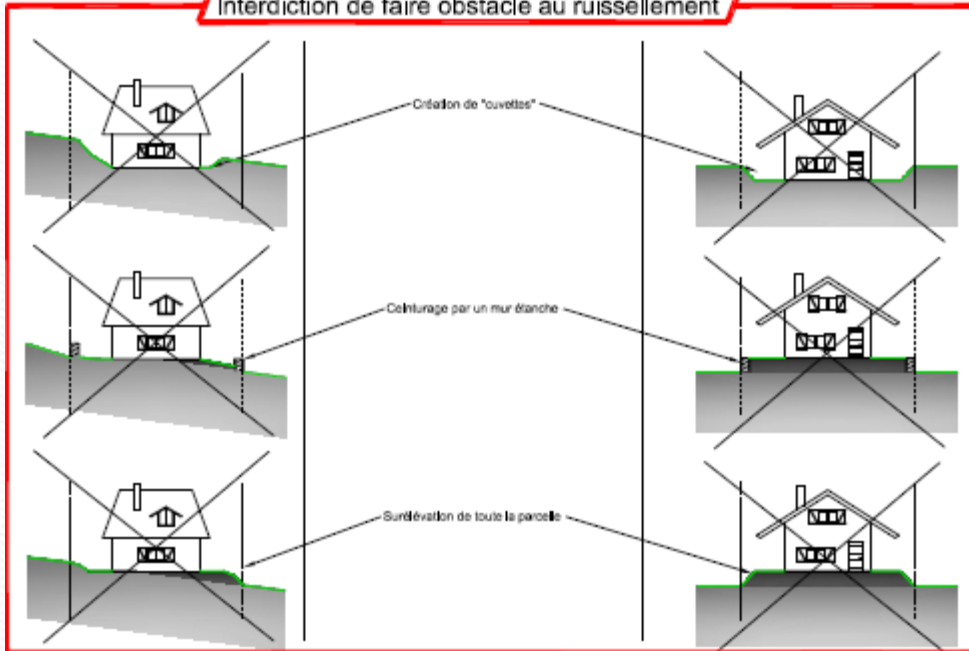 Interdiction de faire obstacle au ruissellement
Création de "cuvettes"
Ceinturage par un mur étanche
Surélévation de toute la parcelle